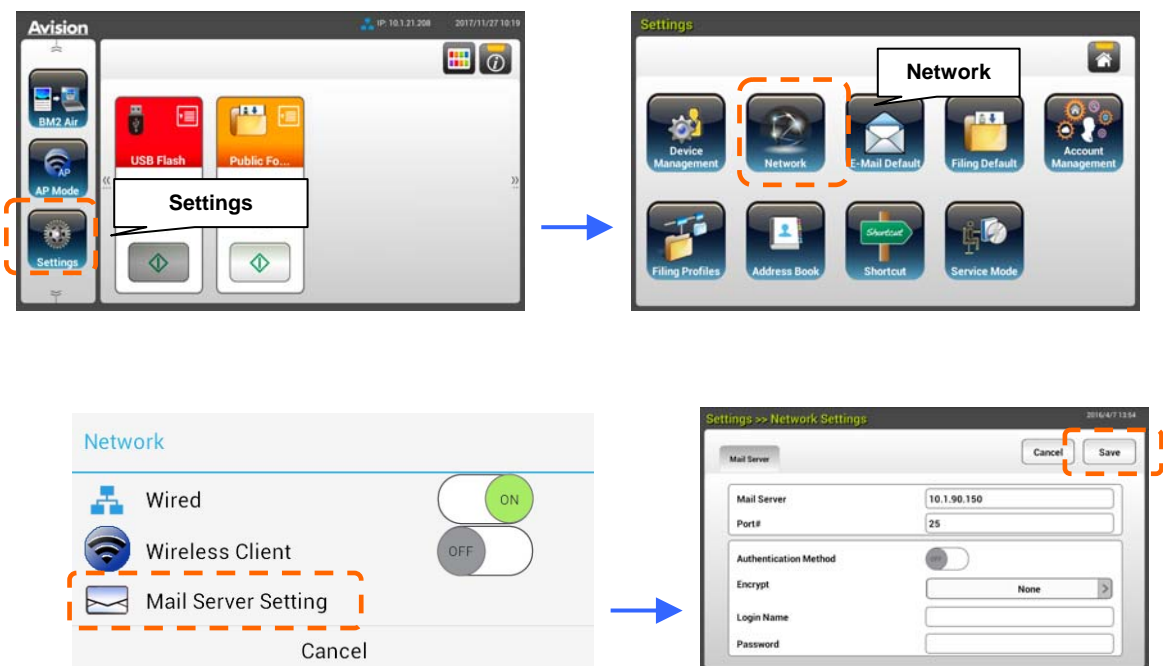 Avision
IP: 10.1.21.208 2017/11/27 10:19
BM2 Air
AP
AP Mode
Settings
USB Flash
Public Fo...
Settings
Settings
Network
Device
Management
Network
E-Mail Default
Filing Default
Account
Management
Filing Profiles
Address Book
Shortcut
Shortcut
Service Mode
Network
Wired
ON
Wireless Client
OFF
Mail Server Setting
Cancel
Settings >> Network Settings
2016/4/7 13:54
Mail Server
Cancel
Save
Mail Server
10.1.90.150
Port#
25
Authentication Method
OFF
Encrypt
None
Login Name
Password